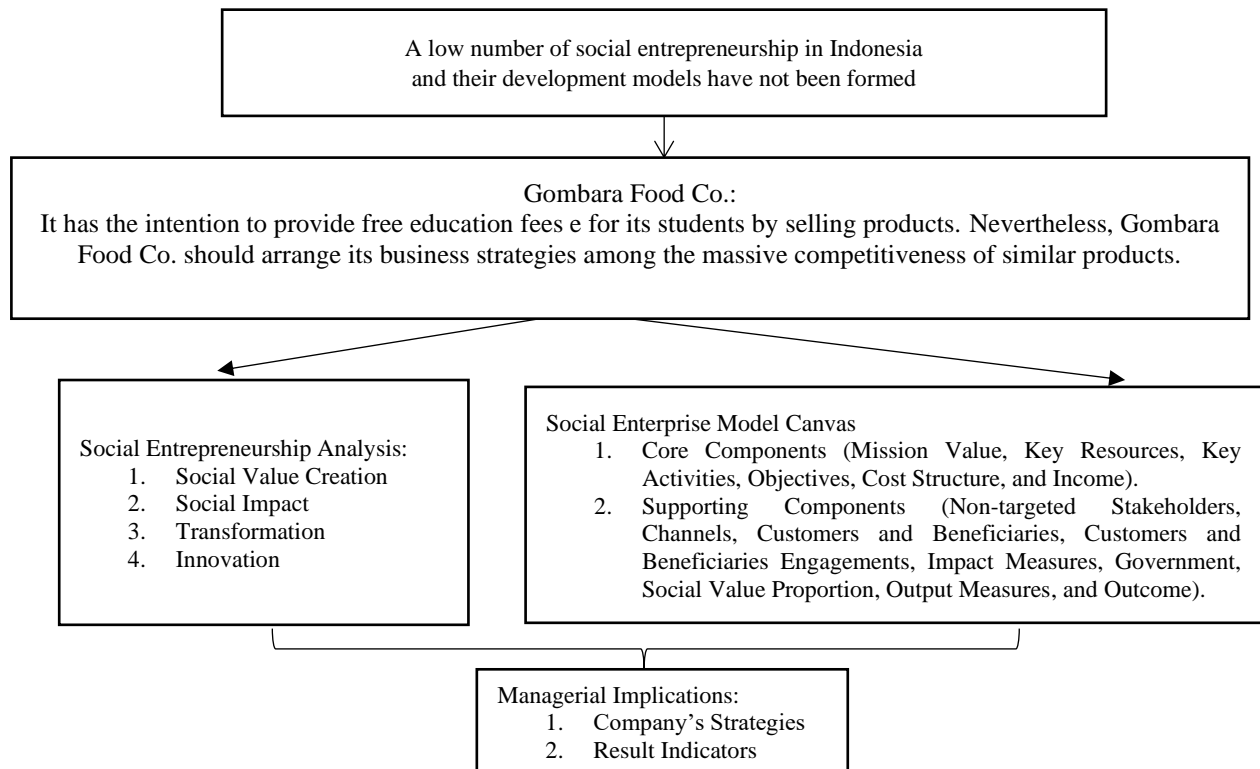 A low number of social entrepreneurship in Indonesia
and their development models have not been formed
Gombara Food Co.:
It has the intention to provide free education fees e for its students by selling products. Nevertheless, Gombara
Food Co. should arrange its business strategies among the massive competitiveness of similar products.
Social Entrepreneurship Analysis:
1. Social Value Creation
2. Social Impact
3. Transformation
4. Innovation
Social Enterprise Model Canvas
1. Core Components (Mission Value, Key Resources, Key
Activities, Objectives, Cost Structure, and Income).
2. Supporting Components (Non-targeted Stakeholders,
Channels, Customers and Beneficiaries, Customers and
Beneficiaries Engagements, Impact Measures, Government,
Social Value Proportion, Output Measures, and Outcome).
Managerial Implications:
1. Company’s Strategies
2. Result Indicators